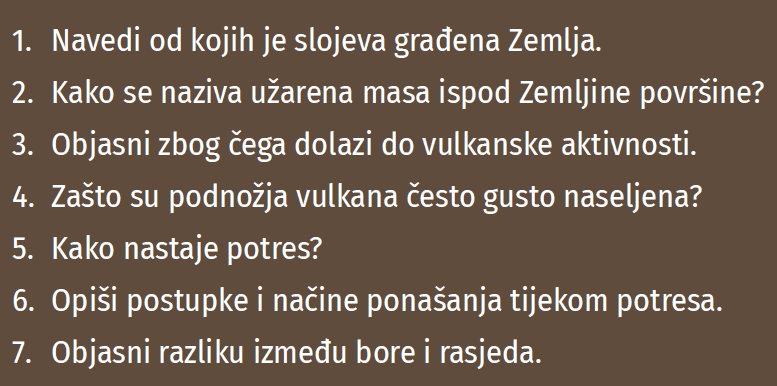 1. Navedi od kojih je slojeva građena Zemlja.
2. Kako se naziva užarena masa ispod Zemljine površine?
3. Objasni zbog čega dolazi do vulkanske aktivnosti.
4. Zašto su podnožja vulkana često gusto naseljena?
5. Kako nastaje potres?
6. Opiši postupke i načine ponašanja tijekom potresa.
7. Objasni razliku između bore i rasjeda.